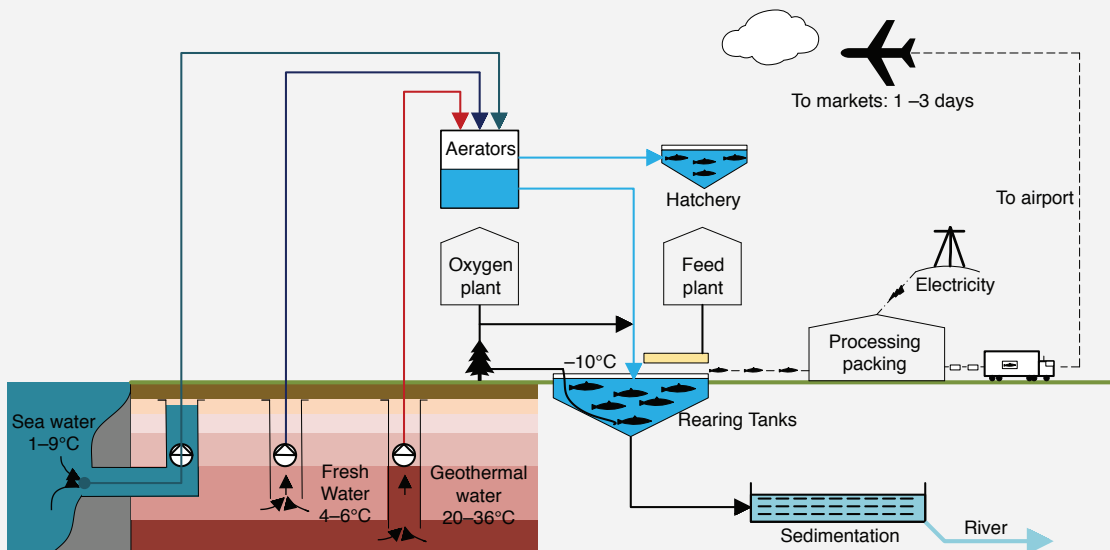 To markets: 1 –3 days
Aerators
Hatchery
To airport
Oxygen
plant
Feed
plant
Electricity
Processing
packing
–10°C
Rearing Tanks
Sea water
1–9°C
Fresh
Water
4–6°C
Geothermal
water
20–36°C
Sedimentation
River